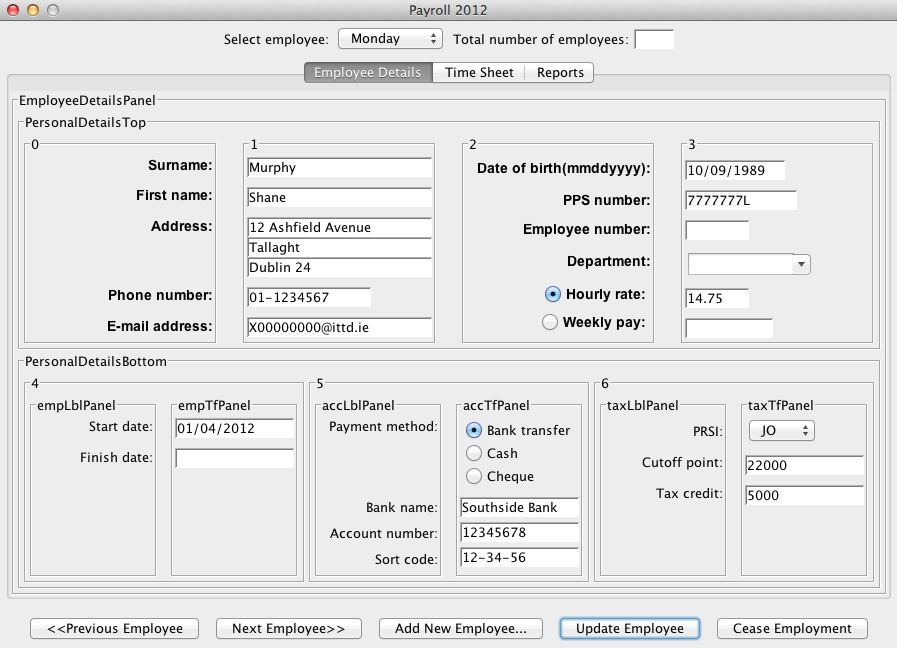 Payroll 2012
Select employee: Monday Total number of employees:
Employee Details Time Sheet Reports
EmployeeDetailsPanel
PersonalDetailsTop
0 1 2 3
Surname: Murphy Date of birth(mmddyyyy): 10/09/1989
First name: Shane PPS number: 7777777L
Address: 12 Ashfield Avenue Employee number:
Tallaght
Dublin 24 Department:
Phone number: 01-1234567 Hourly rate: 14.75
E-mail address: X00000000@ittd.ie Weekly pay:
PersonalDetailsBottom
4 5 6
empLblPanel empTfPanel accLblPanel accTfPanel taxLblPanel taxTfPanel
Start date: 01/04/2012 Payment method: Bank transfer PRSI: JO
Finish date: Cash Cutoff point: 22000
Cheque Tax credit: 5000
Bank name: Southside Bank
Account number: 12345678
Sort code: 12-34-56
<<Previous Employee Next Employee>> Add New Employee... Update Employee Cease Employment